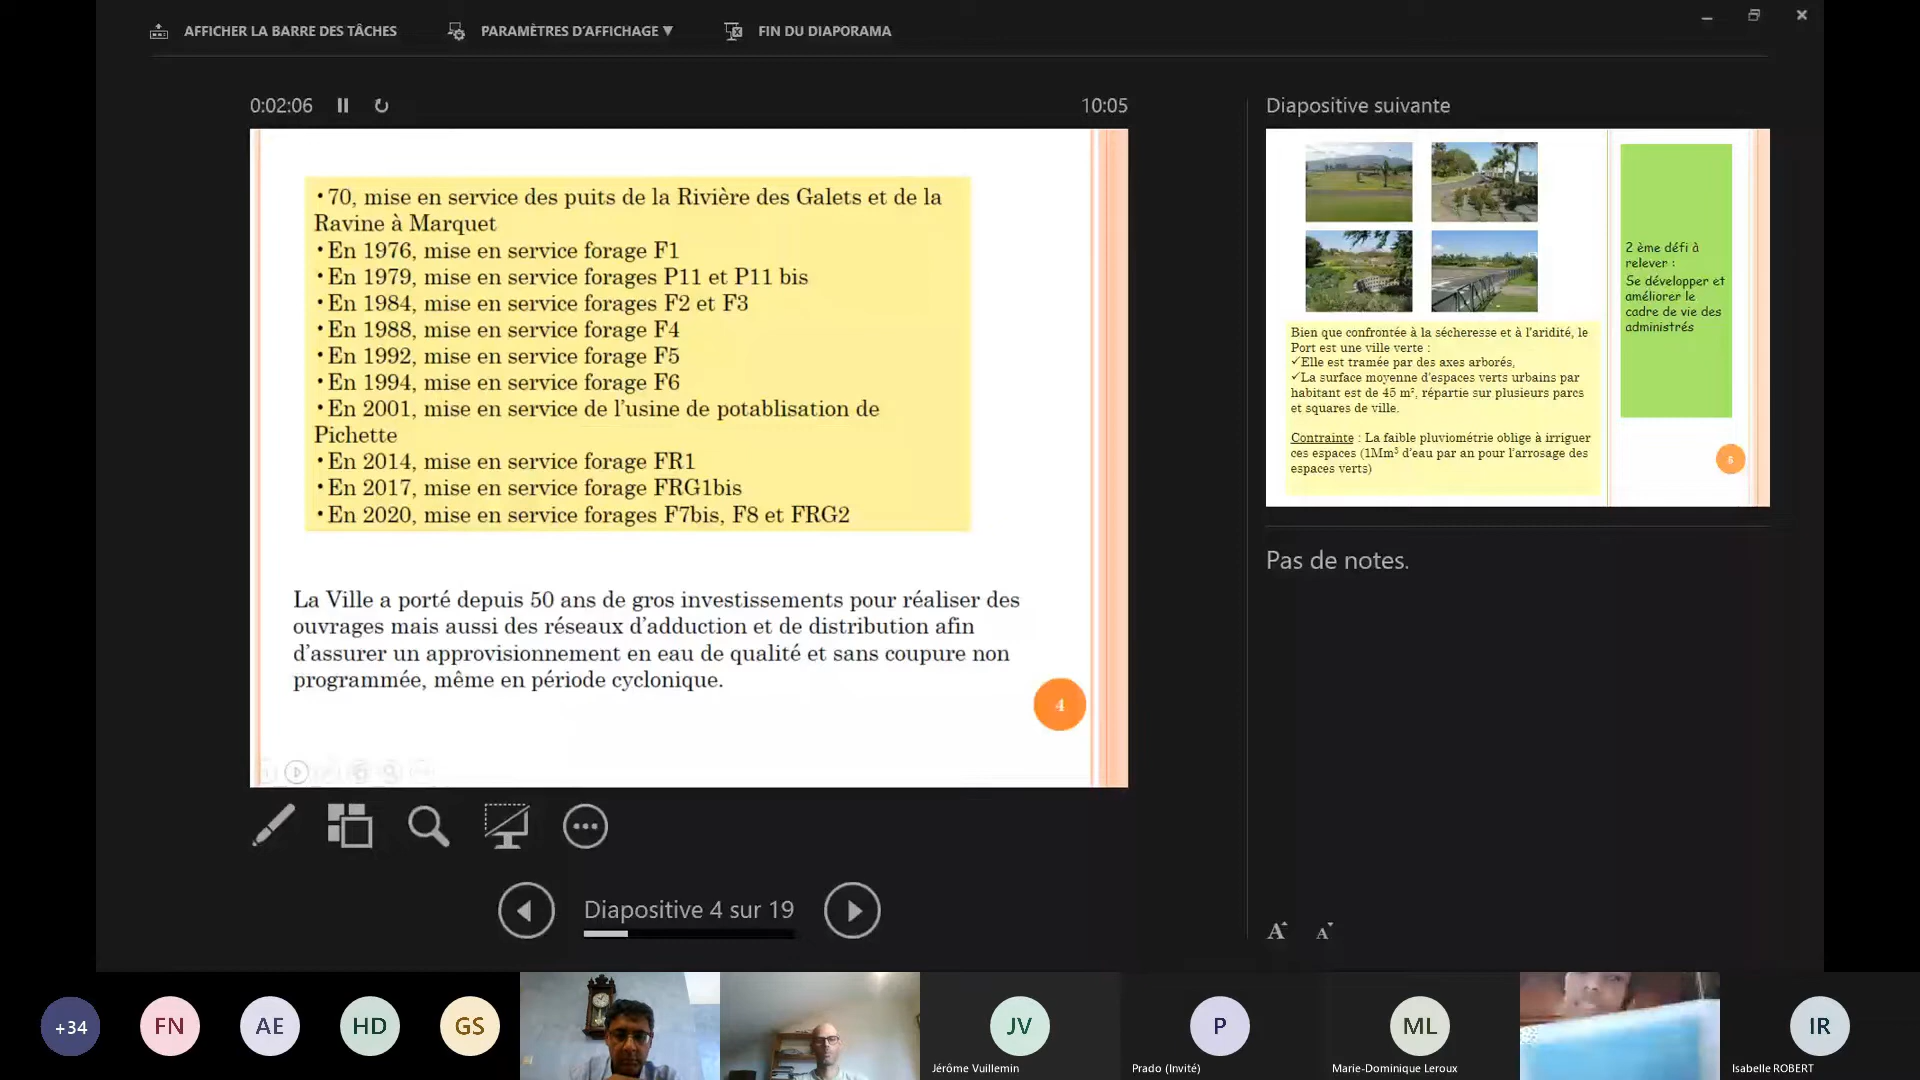 AFFICHER LA BARRE DES TÂCHES
PARAMÈTRES D'AFFICHAGE ▼
FIN DU DIAPORAMA
0:02:06
10:05
•70, mise en service des puits de la Rivière des Galets et de la
Ravine à Marquet
•En 1976, mise en service forage F1
•En 1979, mise en service forages P11 et P11 bis
•En 1984, mise en service forages F2 et F3
•En 1988, mise en service forage F4
•En 1992, mise en service forage F5
•En 1994, mise en service forage F6
•En 2001, mise en service de l'usine de potablisation de
Pichette
•En 2014, mise en service forage FR1
•En 2017, mise en service forage FRG1bis
•En 2020, mise en service forages F7bis, F8 et FRG2
La Ville a porté depuis 50 ans de gros investissements pour réaliser des
ouvrages mais aussi des réseaux d'adduction et de distribution afin
d'assurer un approvisionnement en eau de qualité et sans coupure non
programmée, même en période cyclonique.
4
Diapositive 4 sur 19
Diapositive suivante
2 ème défi à
relever :
Se développer et
améliorer le
cadre de vie des
administrés
Bien que confrontée à la sécheresse et à l'aridité, le
Port est une ville verte :
✓Elle est tramée par des axes arborés,
✓La surface moyenne d'espaces verts urbains par
habitant est de 45 m², répartie sur plusieurs parcs
et squares de ville.
Contrainte : La faible pluviométrie oblige à irriguer
ces espaces (1Mm³ d'eau par an pour l'arrosage des
espaces verts)
Pas de notes.
A A
+34
FN
AE
HD
GS
JV
Jérôme Vuillemin
P
Prado (Invité)
ML
Marie-Dominique Leroux
IR
Isabelle ROBERT